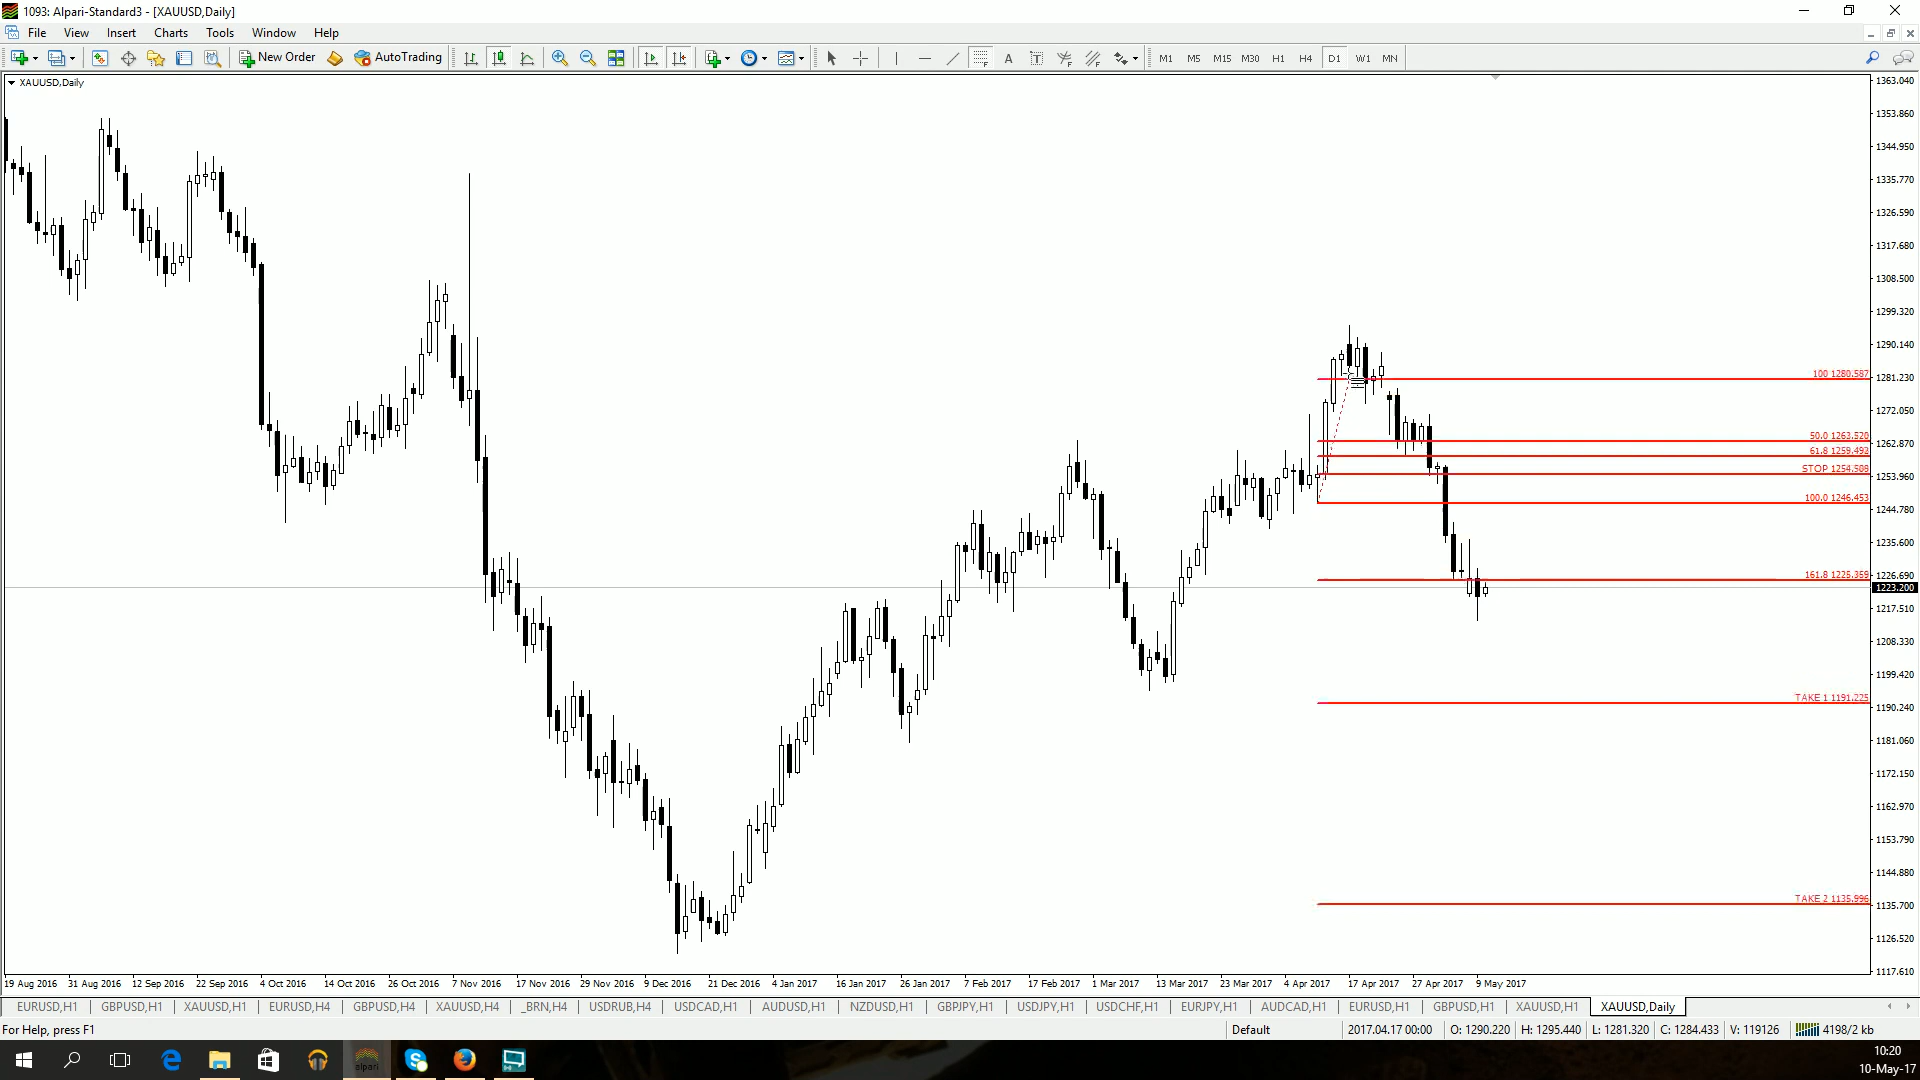 1093: Alpari-Standard3 - [XAUUSD,Daily]
File View Insert Charts Tools Window Help
New Order AutoTrading A T M1 M5 M15 M30 H1 H4 D1 W1 MN
XAUUSD,Daily
1363.040
1353.860
1344.950
1335.770
1326.590
1317.680
1308.500
1299.320
1290.140
100 1280.587
1281.230
1272.050
50.0 1263.520
1262.870
61.8 1259.492
STOP 1254.509
1253.960
100.0 1246.453
1244.780
1235.600
161.8 1225.359
1226.690
1223.200
1217.510
1208.330
1199.420
TAKE 1 1191.225
1190.240
1181.060
1172.150
1162.970
1153.790
1144.880
TAKE 2 1135.996
1135.700
1126.520
1117.610
19 Aug 2016 31 Aug 2016 12 Sep 2016 22 Sep 2016 4 Oct 2016 14 Oct 2016 26 Oct 2016 7 Nov 2016 17 Nov 2016 29 Nov 2016 9 Dec 2016 21 Dec 2016 4 Jan 2017 16 Jan 2017 26 Jan 2017 7 Feb 2017 17 Feb 2017 1 Mar 2017 13 Mar 2017 23 Mar 2017 4 Apr 2017 17 Apr 2017 27 Apr 2017 9 May 2017
EURUSD,H1 GBPUSD,H1 XAUUSD,H1 EURUSD,H4 GBPUSD,H4 XAUUSD,H4 _BRN,H4 USDRUB,H4 USDCAD,H1 AUDUSD,H1 NZDUSD,H1 GBPJPY,H1 USDJPY,H1 USDCHF,H1 EURJPY,H1 AUDCAD,H1 EURUSD,H1 GBPUSD,H1 XAUUSD,H1 XAUUSD,Daily
For Help, press F1 Default 2017.04.17 00:00 O: 1290.220 H: 1295.440 L: 1281.320 C: 1284.433 V: 119126 4198/2 kb
alpari
10:20
10-May-17